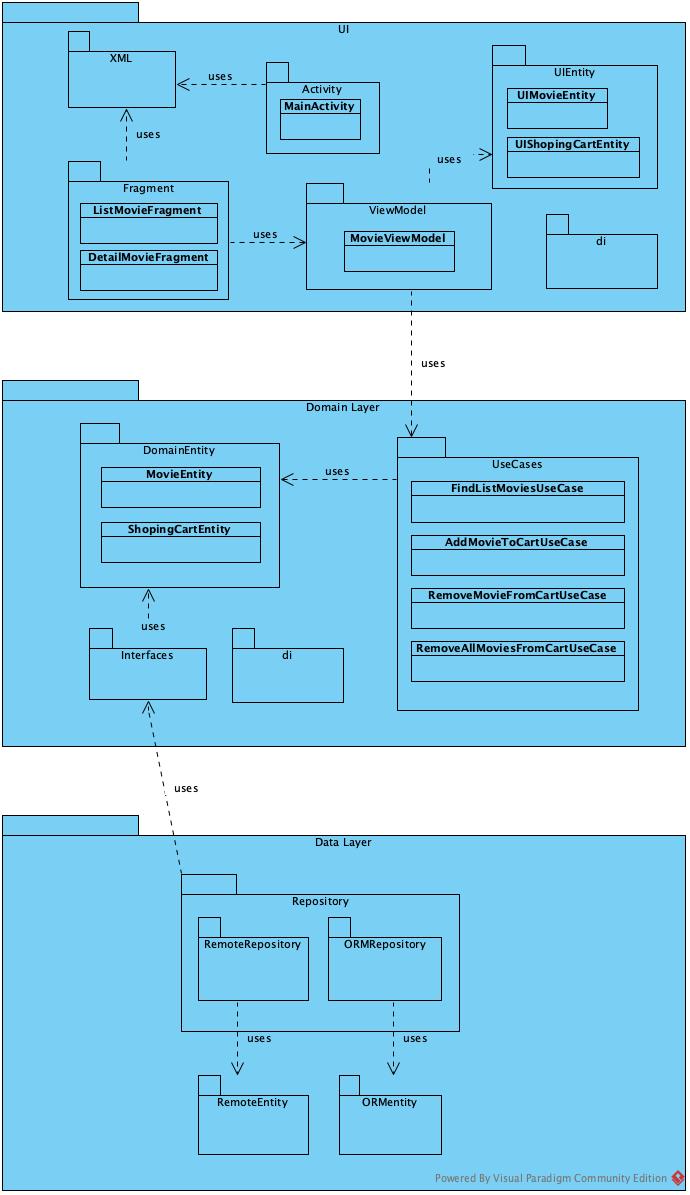 UI
XML
uses
Activity
MainActivity
UIEntity
UIMovieEntity
UIShopingCartEntity
uses
uses
Fragment
ListMovieFragment
DetailMovieFragment
uses
ViewModel
MovieViewModel
di
uses
Domain Layer
DomainEntity
MovieEntity
ShopingCartEntity
uses
UseCases
FindListMoviesUseCase
AddMovieToCartUseCase
RemoveMovieFromCartUseCase
RemoveAllMoviesFromCartUseCase
uses
Interfaces
di
uses
Data Layer
Repository
RemoteRepository
ORMRepository
uses
uses
RemoteEntity
ORMentity
Powered By Visual Paradigm Community Edition